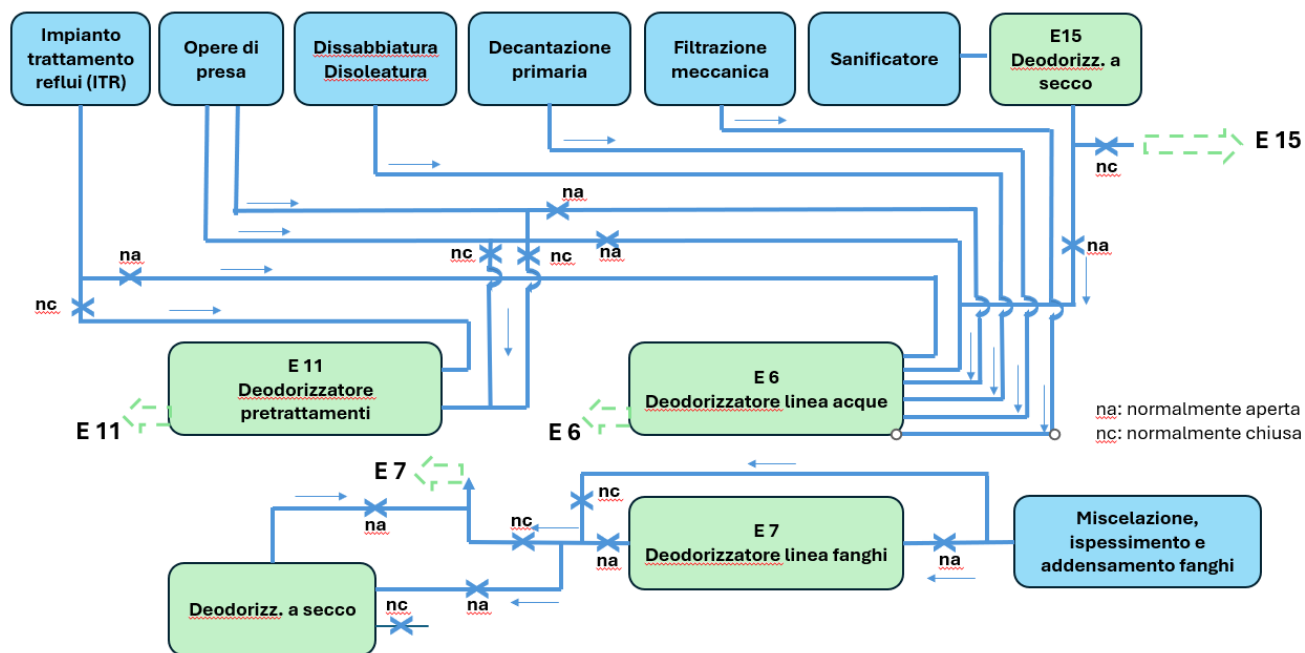 Impianto
trattamento
reflui (ITR)
Opere di
presa
Dissabbiatura
Disoleatura
Decantazione
primaria
Filtrazione
meccanica
Sanificatore
E15
Deodorizz. a
secco
E 15
nc
na
na
nc
nc
na
na
nc
E 11
Deodorizzatore
pretrattamenti
E 11
E 6
Deodorizzatore linea acque
E 6
na: normalmente aperta
nc: normalmente chiusa
E 7
na
nc
nc
na
E 7
Deodorizzatore linea fanghi
na
Miscelazione,
ispessimento e
addensamento fanghi
Deodorizz. a secco
nc
na